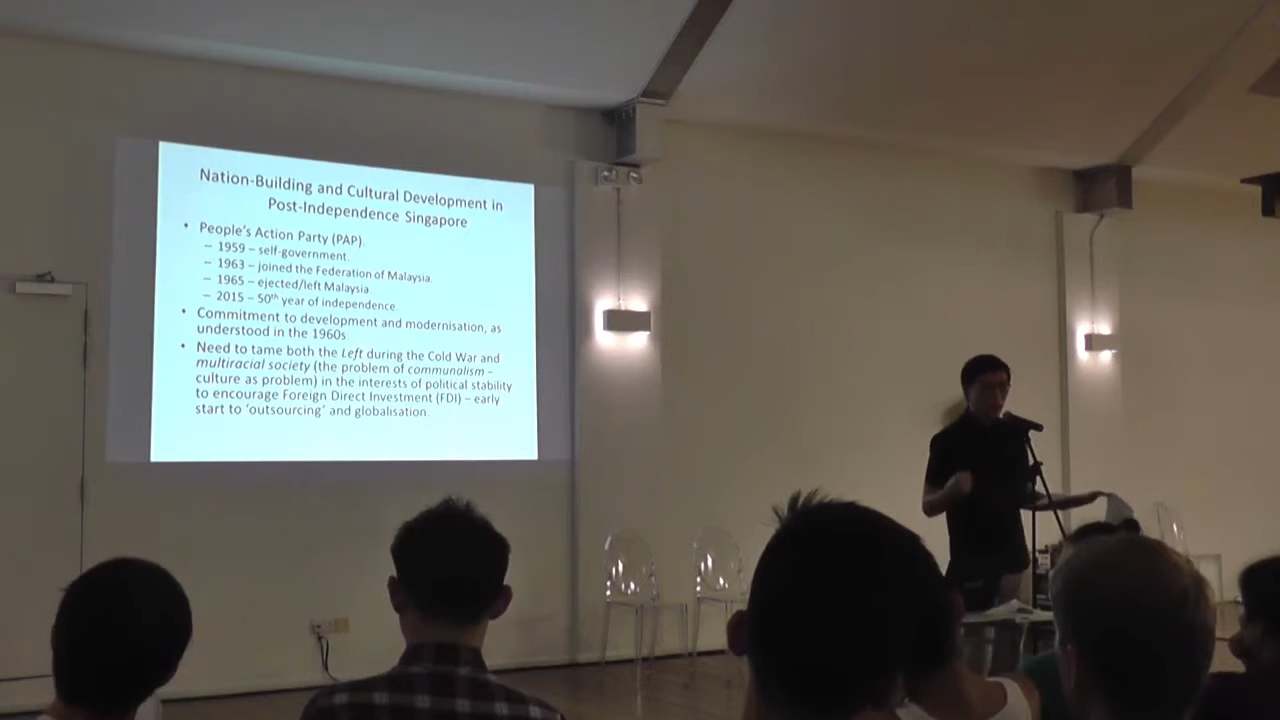 Nation-Building and Cultural Development in
Post-Independence Singapore
• People's Action Party (PAP).
– 1959 – self-government.
– 1963 – joined the Federation of Malaysia.
– 1965 – ejected/left Malaysia.
– 2015 – 50th year of independence.
• Commitment to development and modernisation, as
understood in the 1960s.
• Need to tame both the Left during the Cold War and
multiracial society (the problem of communalism –
culture as problem) in the interests of political stability
to encourage Foreign Direct Investment (FDI) – early
start to 'outsourcing' and globalisation.